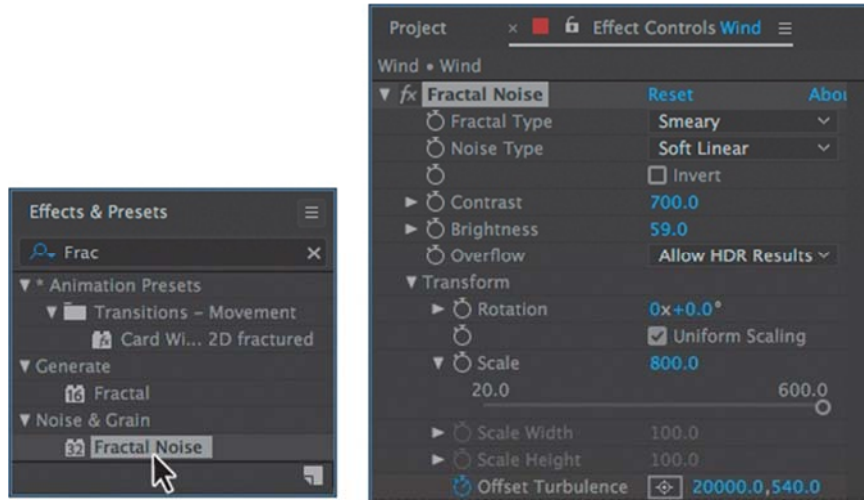 Effects & Presets
Frac
* Animation Presets
Transitions – Movement
Card Wi... 2D fractured
Generate
16 Fractal
Noise & Grain
32 Fractal Noise
Project × Effect Controls Wind
Wind • Wind
fx Fractal Noise Reset
Fractal Type Smeary
Noise Type Soft Linear
Invert
Contrast 700.0
Brightness 59.0
Overflow Allow HDR Results
Transform
Rotation 0x+0.0°
Uniform Scaling
Scale 800.0
20.0 600.0
Scale Width 100.0
Scale Height 100.0
Offset Turbulence 20000.0,540.0